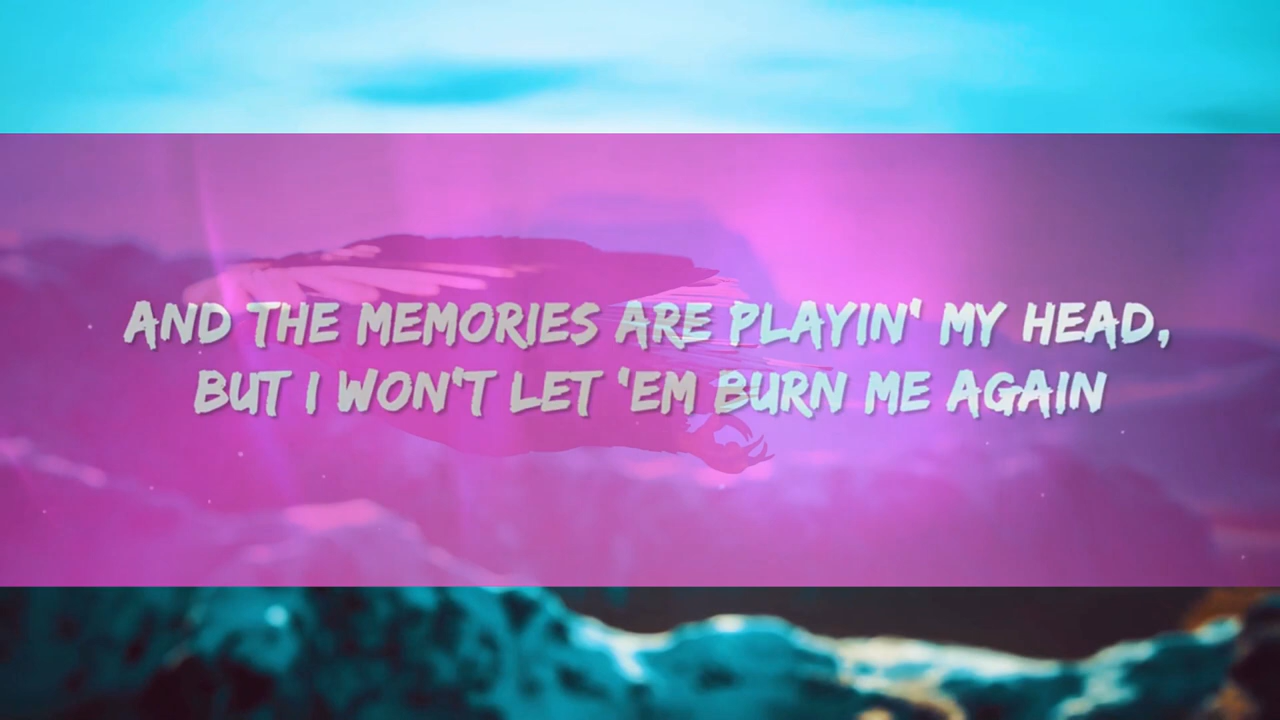 AND THE MEMORIES ARE PLAYIN' MY HEAD,
BUT I WON'T LET 'EM BURN ME AGAIN